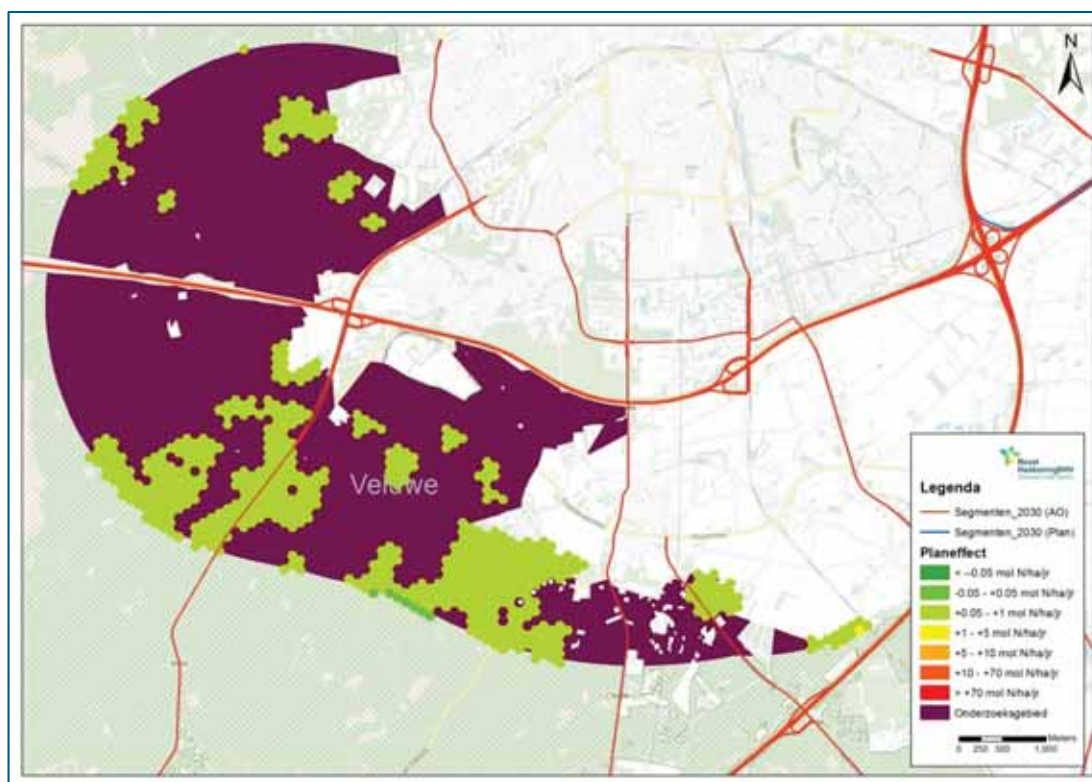 N
Veluwe
Royal
HaskoningDHV
Legenda
Segmenten_2030 (AO)
Segmenten_2030 (Plan)
Planeffect
< -0.05 mol N/ha/jr
-0.05 - +0.05 mol N/ha/jr
+0.05 - +1 mol N/ha/jr
+1 - +5 mol N/ha/jr
+5 - +10 mol N/ha/jr
+10 - +70 mol N/ha/jr
> +70 mol N/ha/jr
Onderzoeksgebied
Meters
0 250 500 1,000